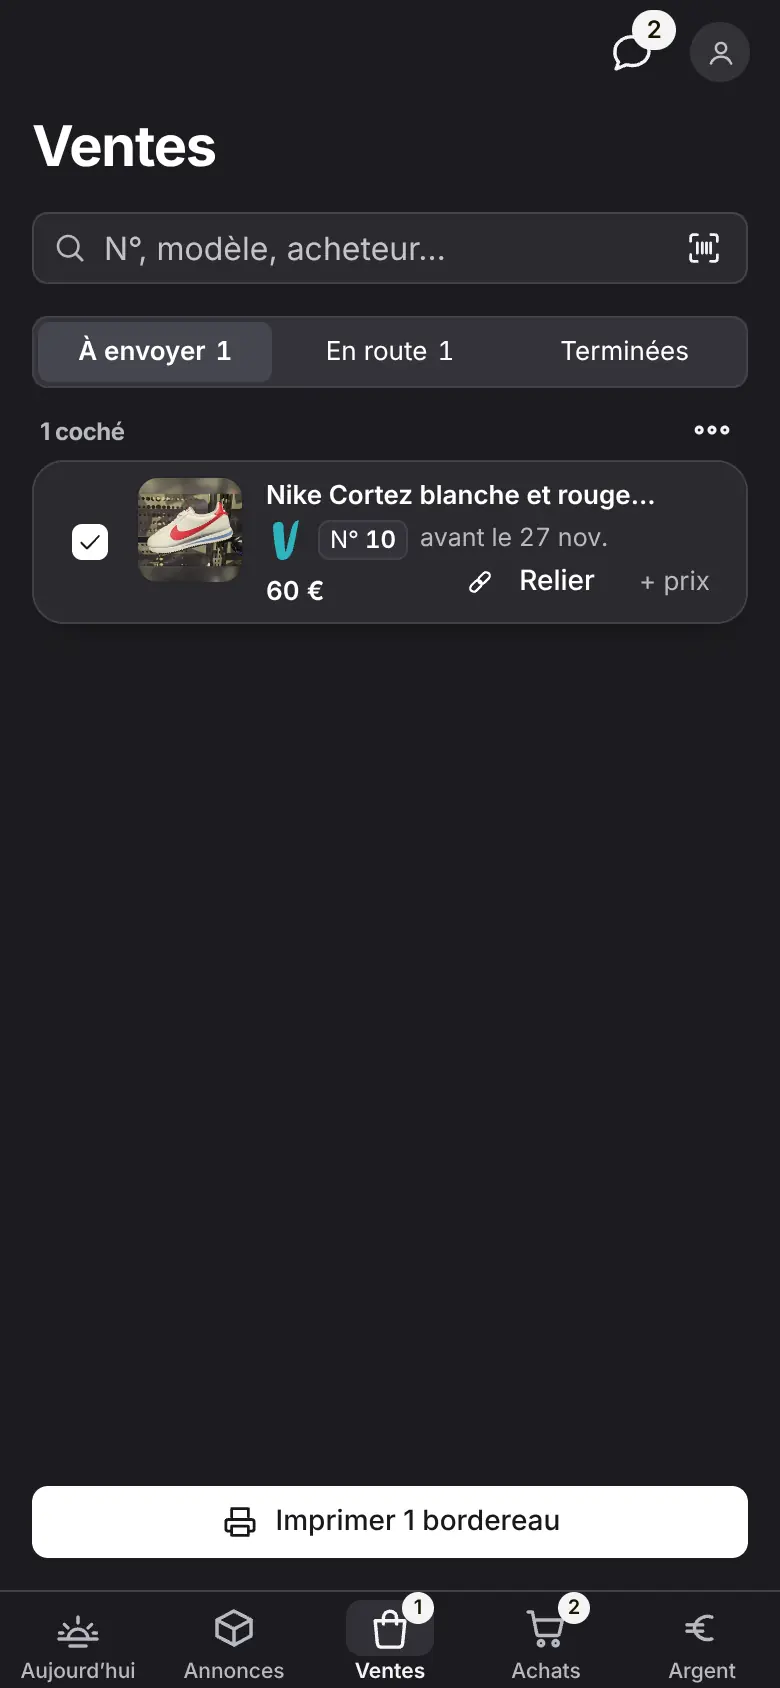 2
Ventes
N°, modèle, acheteur...
À envoyer 1 En route 1 Terminées
1 coché
Nike Cortez blanche et rouge...
N° 10 avant le 27 nov.
60 € Relier + prix
Imprimer 1 bordereau
1 2
Aujourd'hui Annonces Ventes Achats Argent